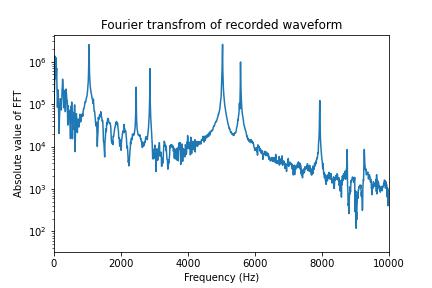 Fourier transfrom of recorded waveform
Absolute value of FFT
10⁶
10⁵
10⁴
10³
10²
0 2000 4000 6000 8000 10000
Frequency (Hz)